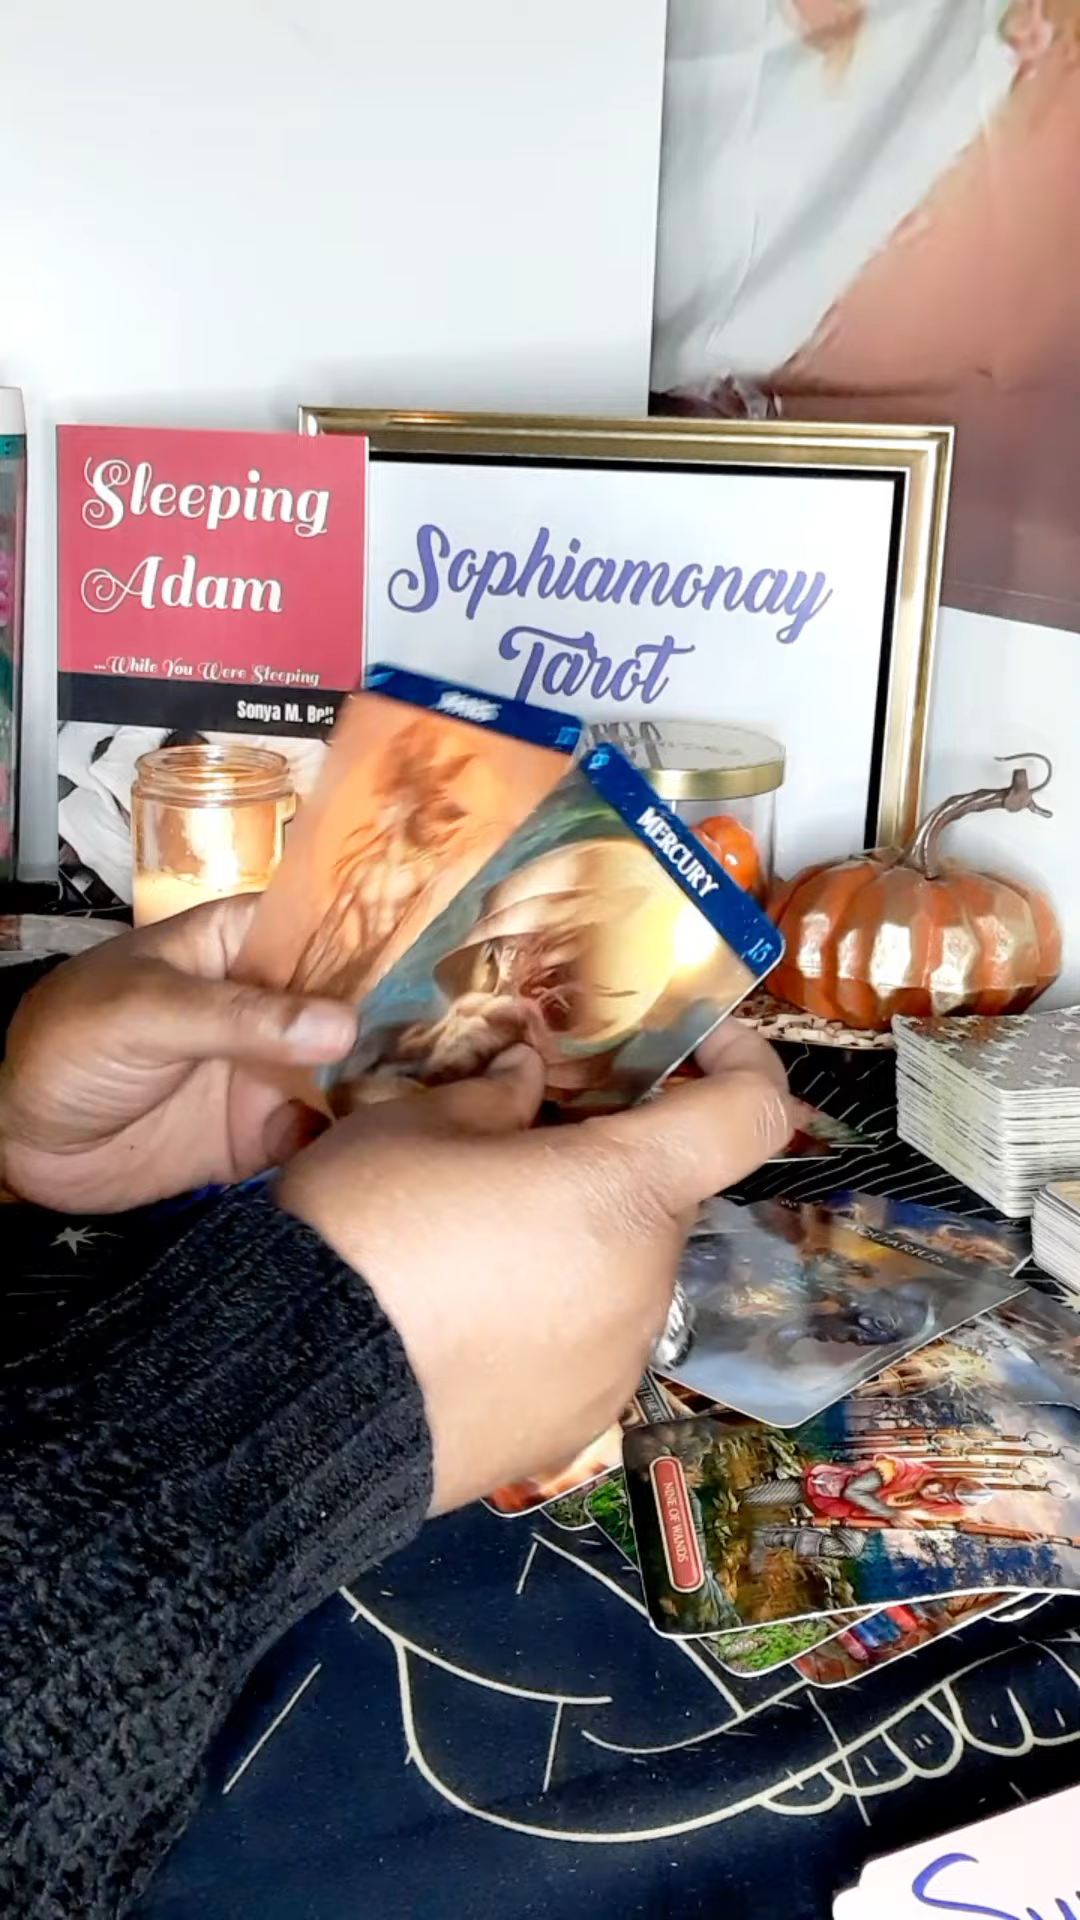 Sleeping
Adam
...While You Were Sleeping
Sonya M. Bell
Sophiamonay
Tarot
MERCURY
15
AQUARIUS
NINE OF WANDS